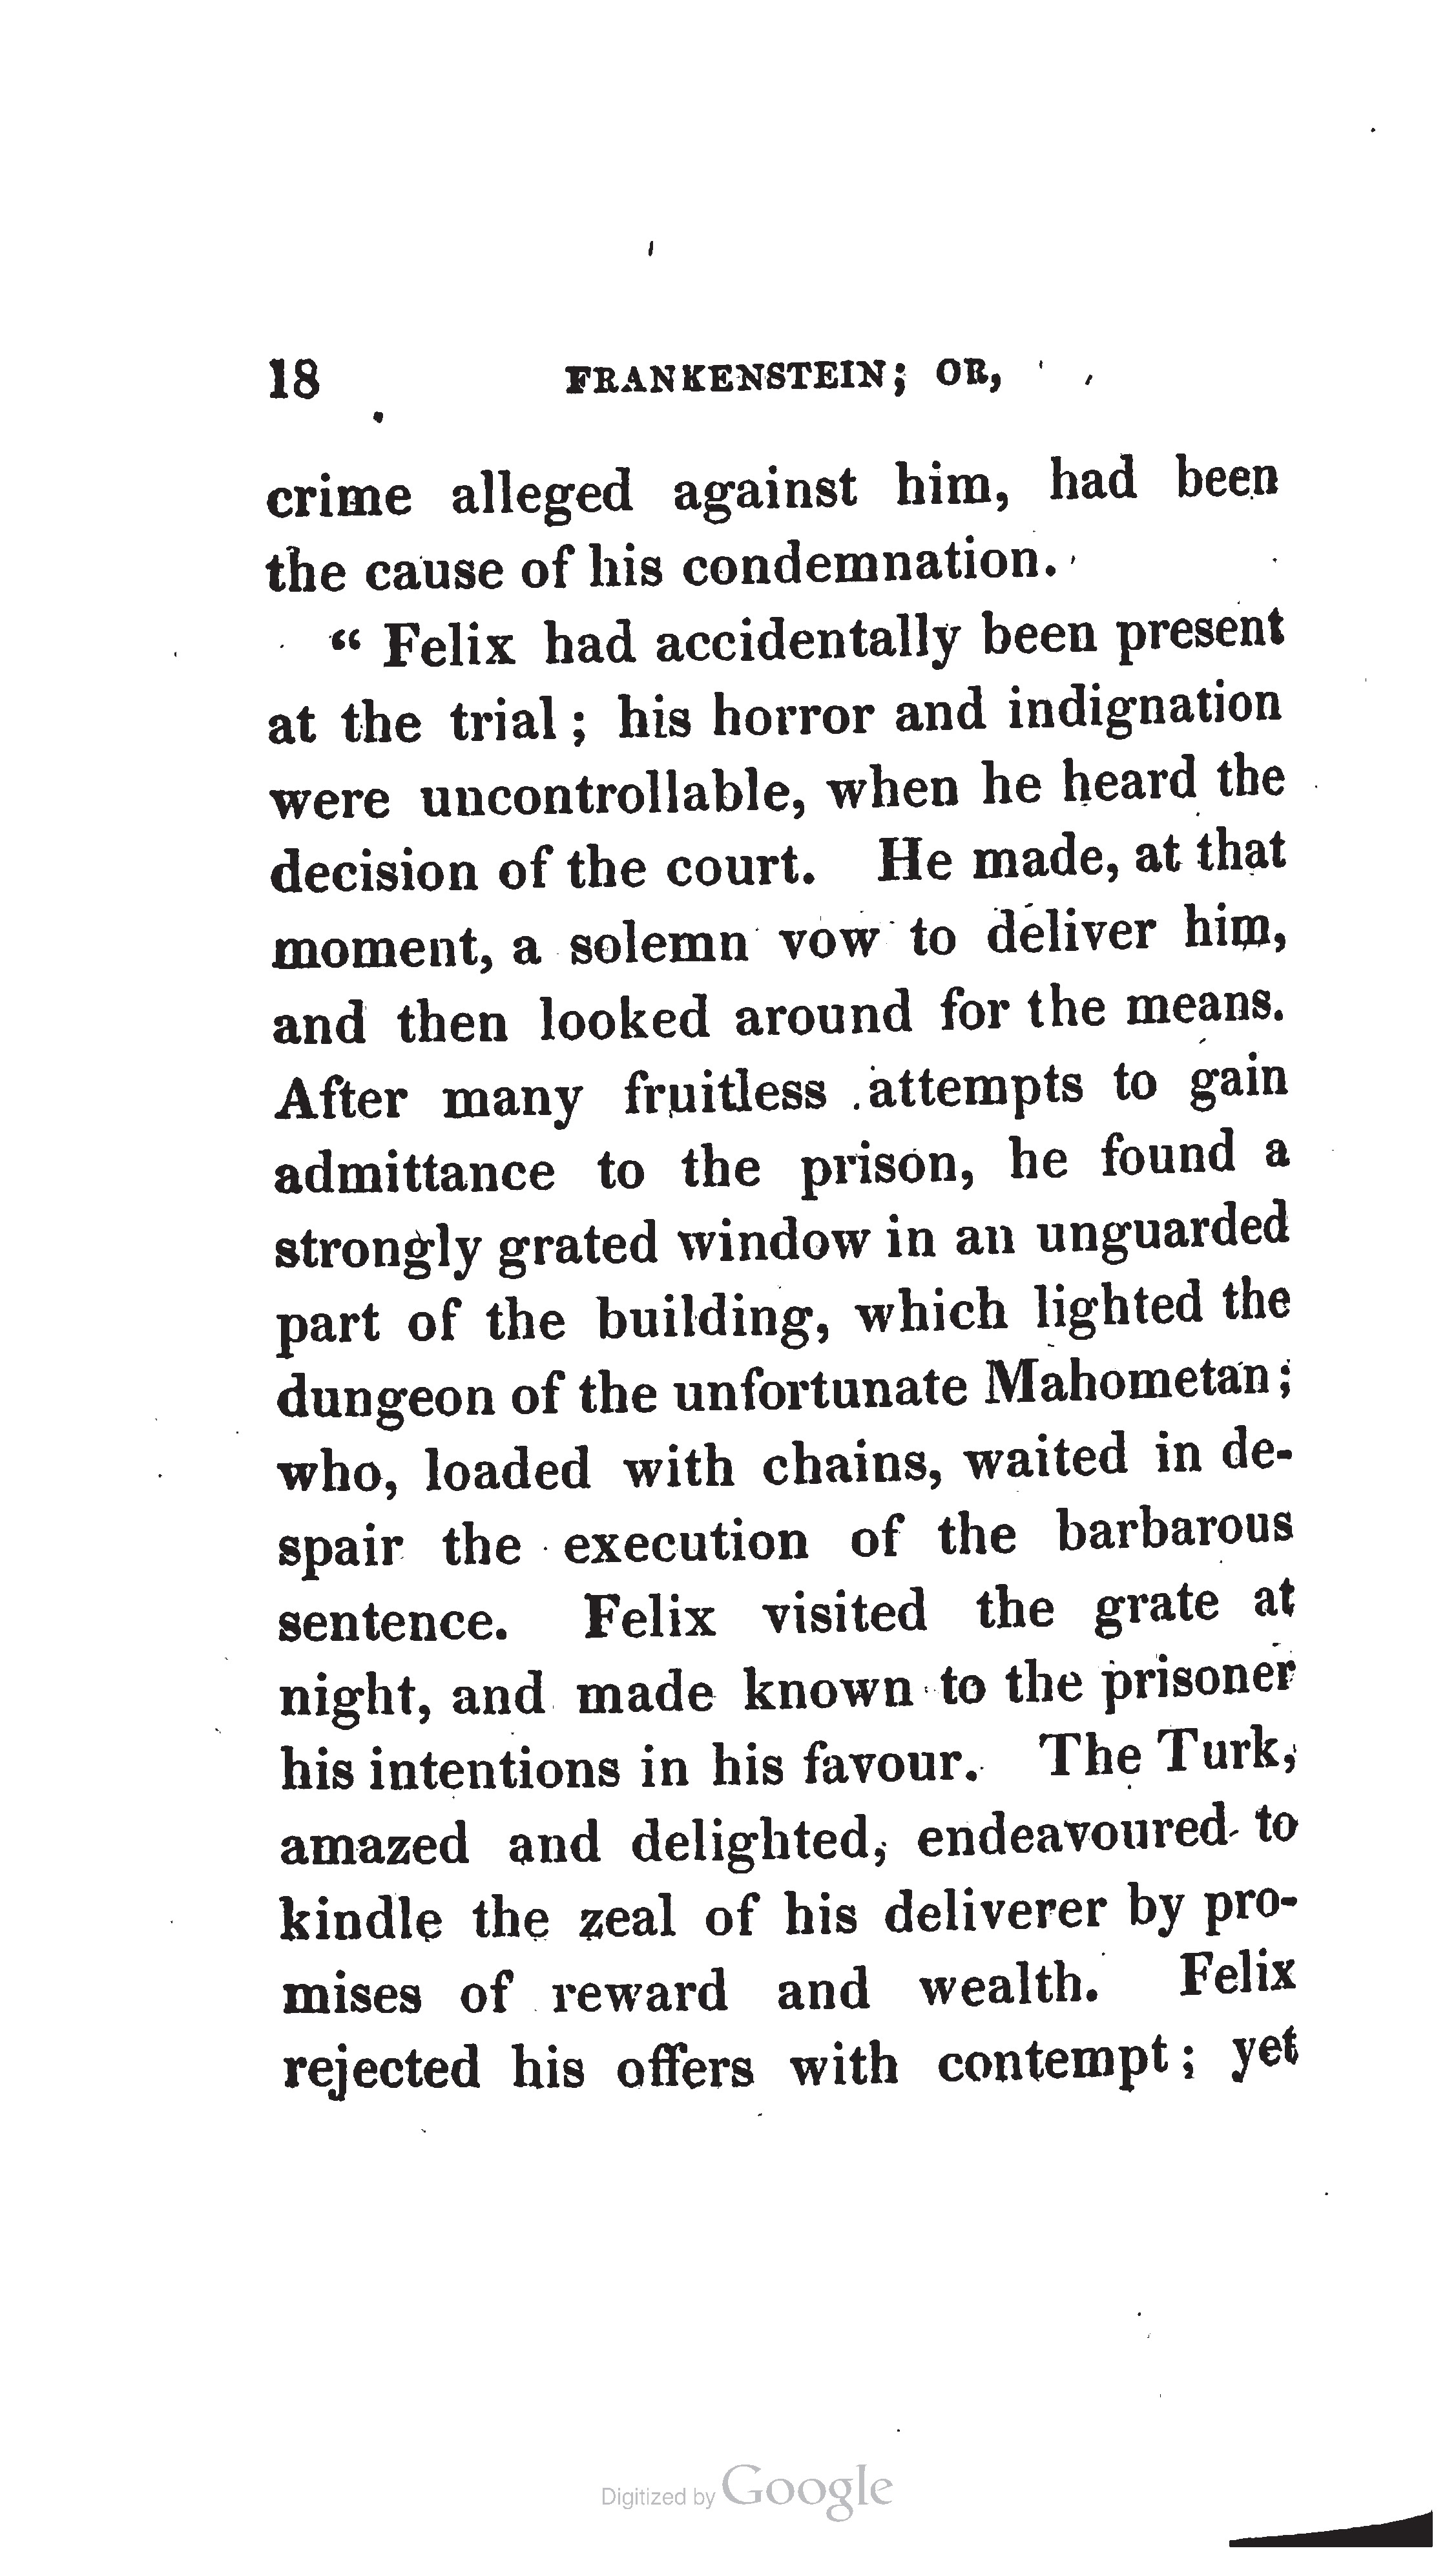 18 FRANKENSTEIN; OR,
crime alleged against him, had been
the cause of his condemnation.
“ Felix had accidentally been present
at the trial ; his horror and indignation
were uncontrollable, when he heard the
decision of the court. He made, at that
moment, a solemn vow to deliver him,
and then looked around for the means.
After many fruitless attempts to gain
admittance to the prison, he found a
strongly grated window in an unguarded
part of the building, which lighted the
dungeon of the unfortunate Mahometan ;
who, loaded with chains, waited in de-
spair the execution of the barbarous
sentence. Felix visited the grate at
night, and made known to the prisoner
his intentions in his favour. The Turk,
amazed and delighted, endeavoured to
kindle the zeal of his deliverer by pro-
mises of reward and wealth. Felix
rejected his offers with contempt ; yet
Digitized by Google